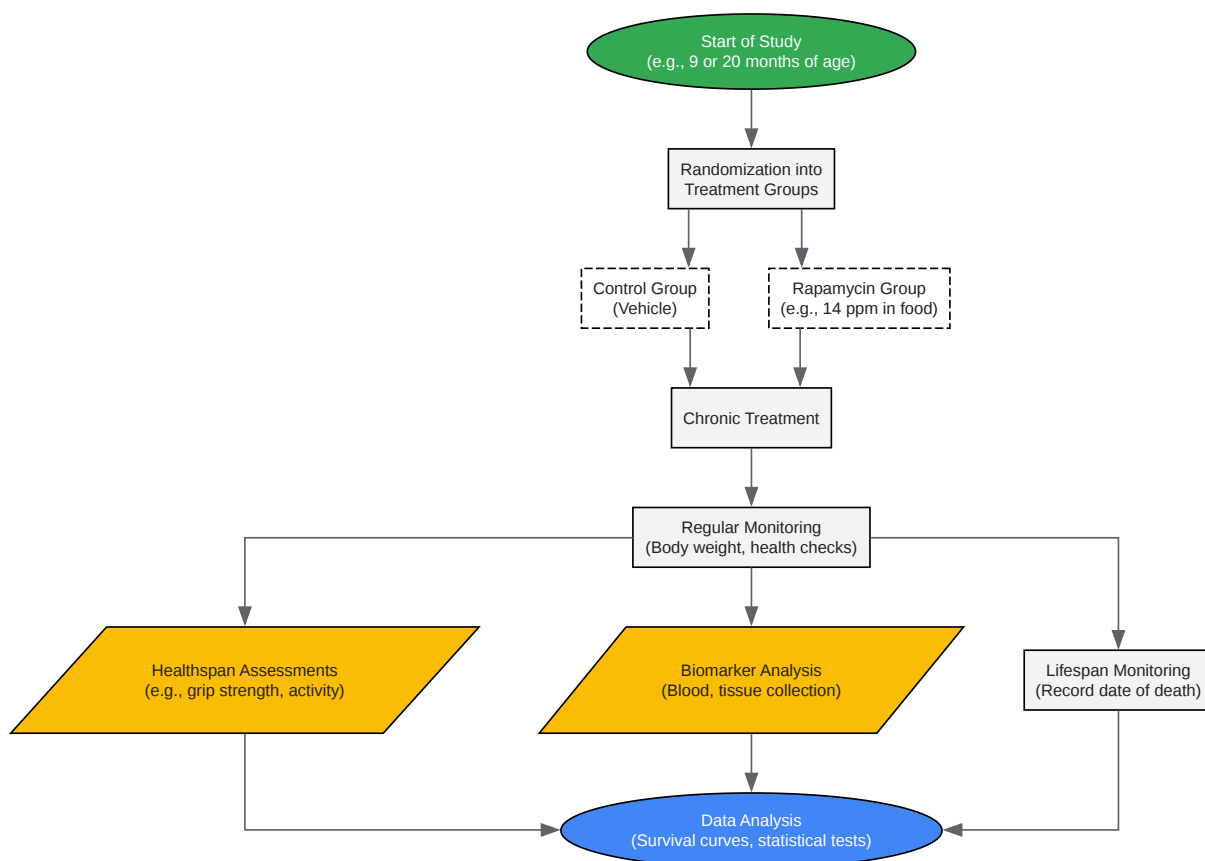 Start of Study
(e.g., 9 or 20 months of age)
Randomization into
Treatment Groups
Control Group
(Vehicle)
Rapamycin Group
(e.g., 14 ppm in food)
Chronic Treatment
Regular Monitoring
(Body weight, health checks)
Healthspan Assessments
(e.g., grip strength, activity)
Biomarker Analysis
(Blood, tissue collection)
Lifespan Monitoring
(Record date of death)
Data Analysis
(Survival curves, statistical tests)